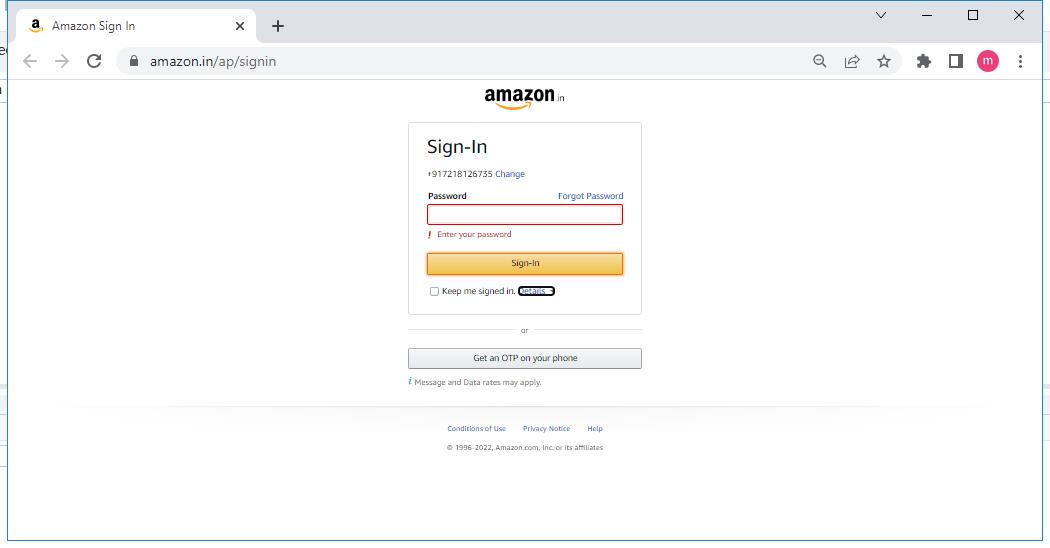 Amazon Sign In
amazon.in/ap/signin
m
amazon.in
Sign-In
+917218126735 Change
Password Forgot Password
! Enter your password
Sign-In
Keep me signed in. Details
or
Get an OTP on your phone
i Message and Data rates may apply.
Conditions of Use Privacy Notice Help
© 1996-2022, Amazon.com, Inc. or its affiliates